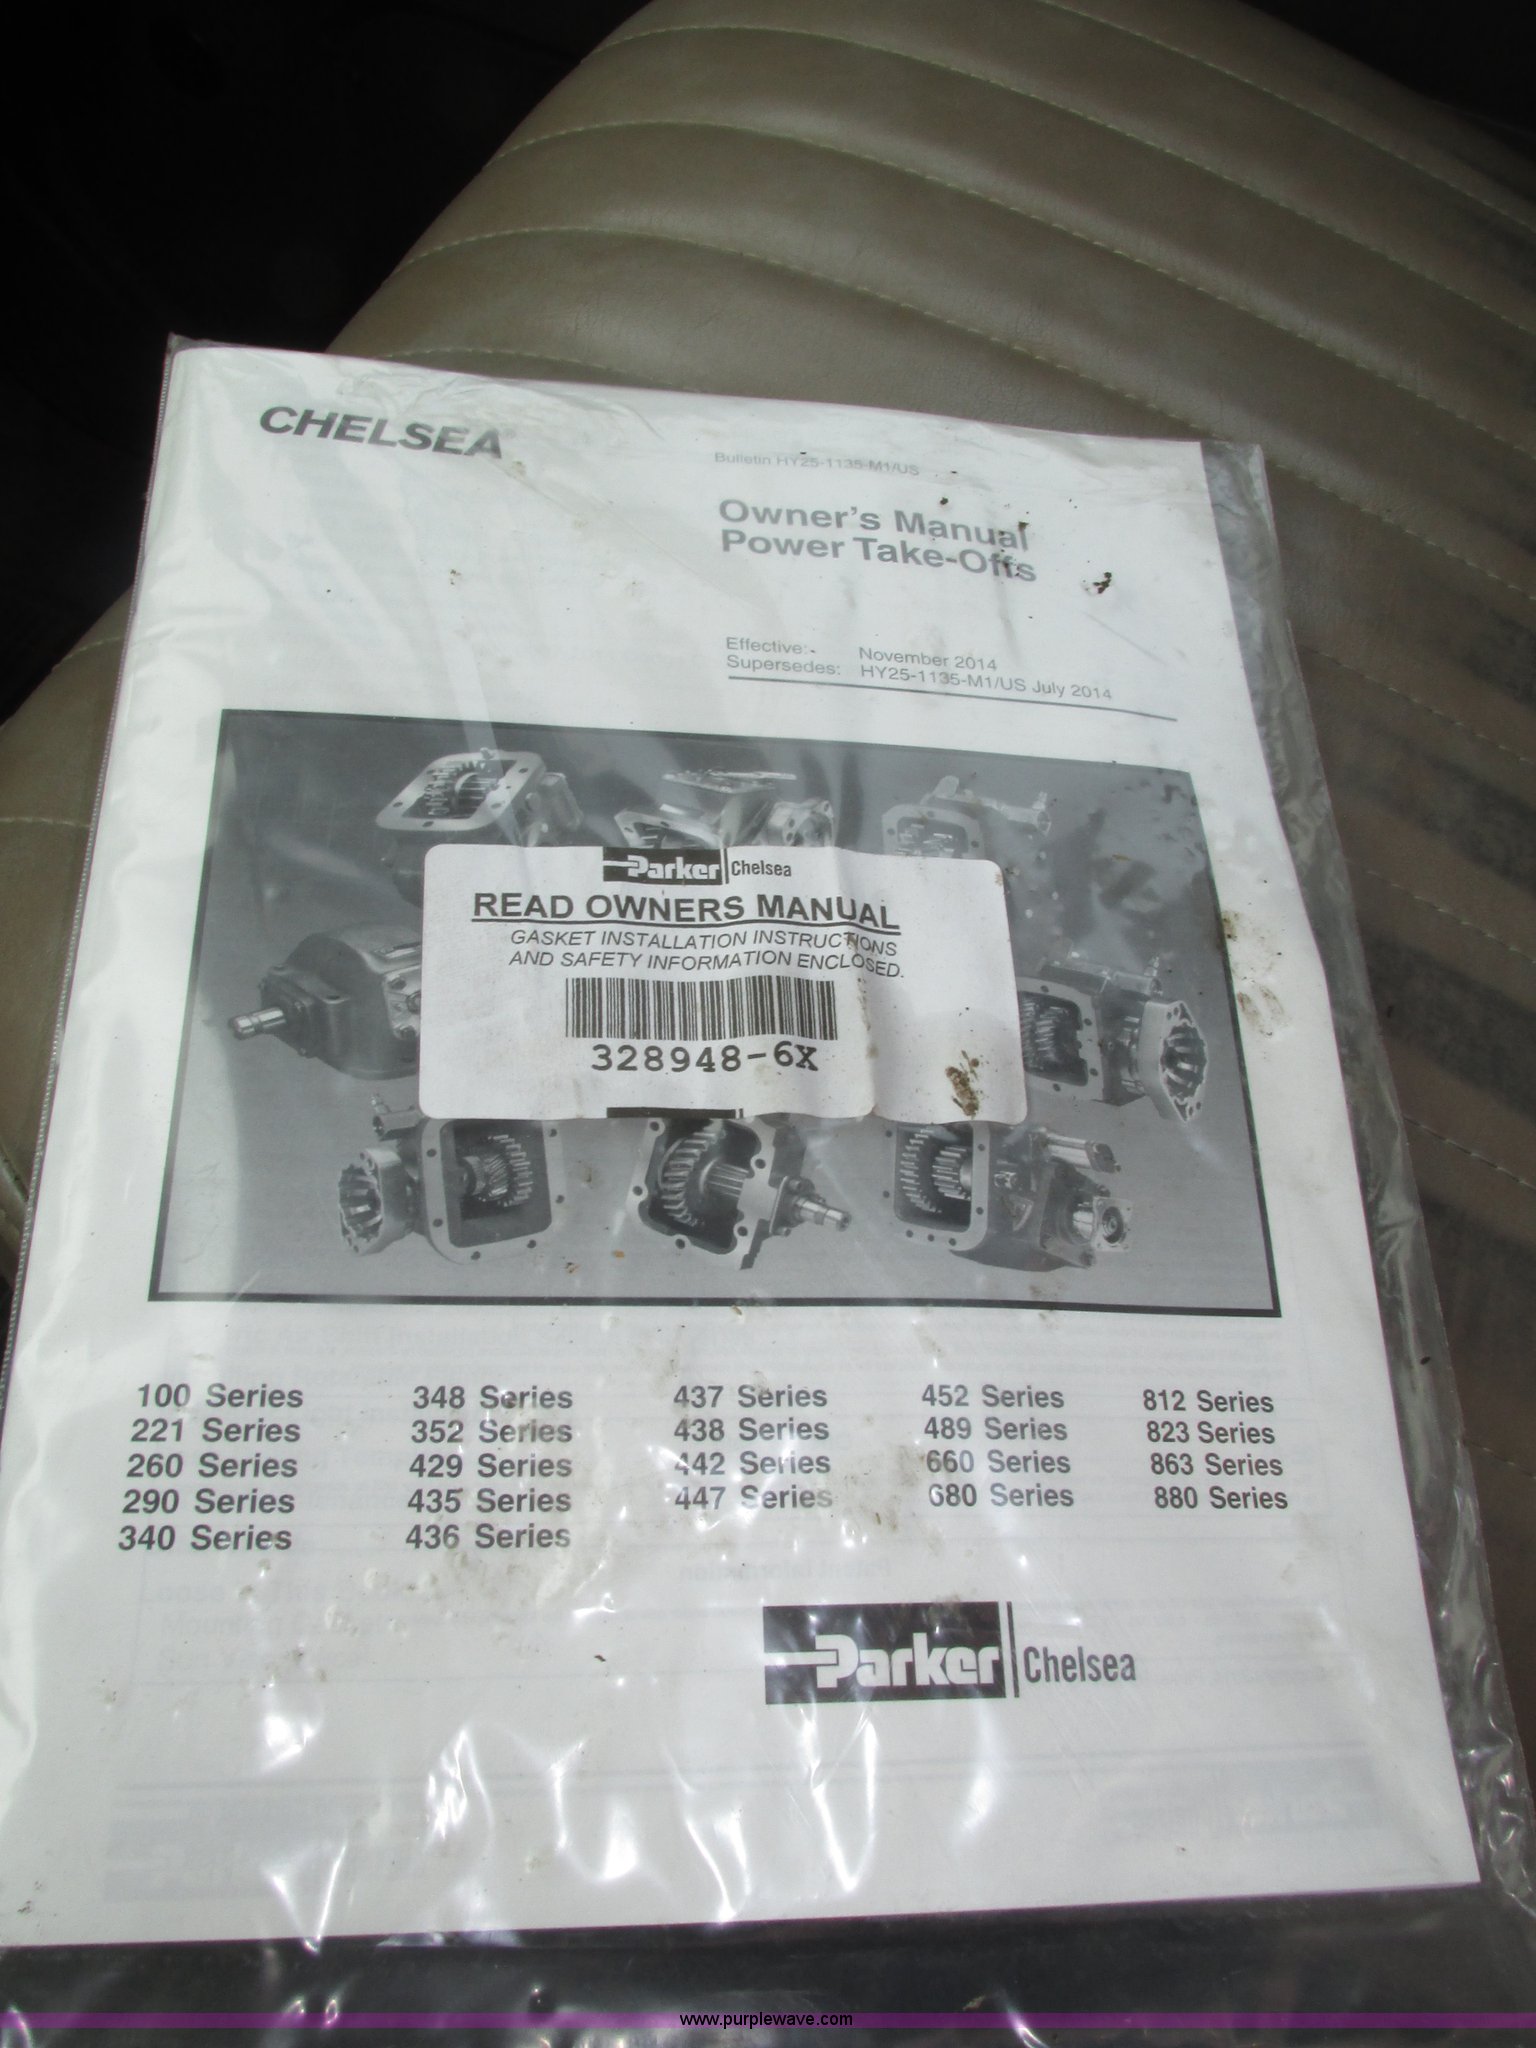 CHELSEA
Bulletin HY25-1135-M1/US
Owner's Manual
Power Take-Offs
Effective: November 2014
Supersedes: HY25-1135-M1/US July 2014
Parker Chelsea
READ OWNERS MANUAL
GASKET INSTALLATION INSTRUCTIONS
AND SAFETY INFORMATION ENCLOSED.
328948-6X
100 Series 348 Series 437 Series 452 Series 812 Series
221 Series 352 Series 438 Series 489 Series 823 Series
260 Series 429 Series 442 Series 660 Series 863 Series
290 Series 435 Series 447 Series 680 Series 880 Series
340 Series 436 Series
Parker Chelsea
www.purplewave.com